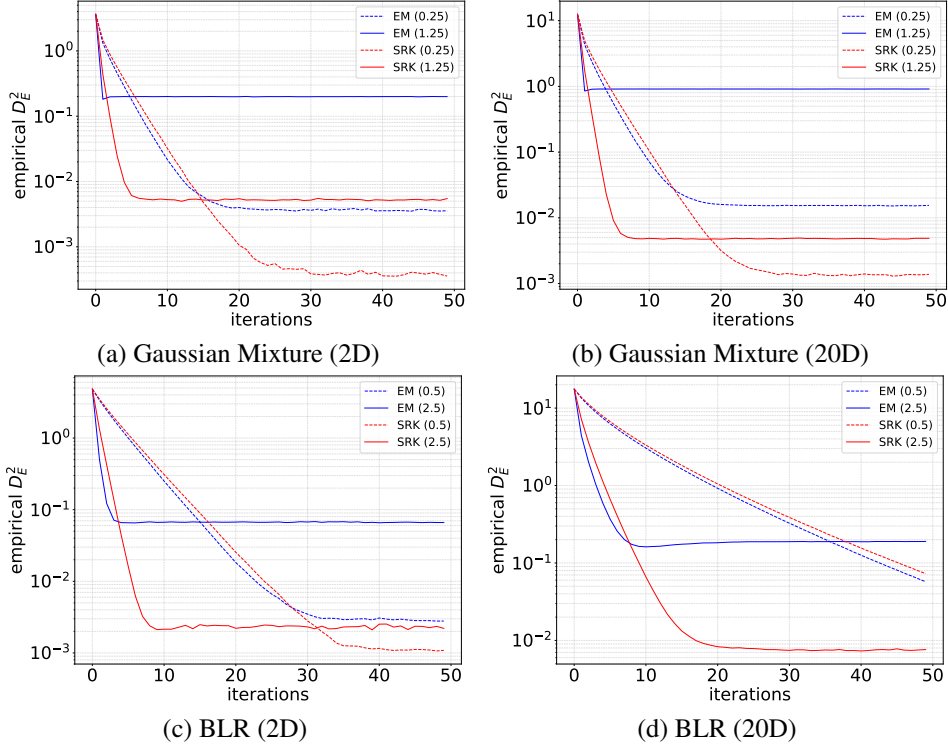 empirical D_E^2
10^0
10^-1
10^-2
10^-3
0 10 20 30 40 50
iterations
EM (0.25)
EM (1.25)
SRK (0.25)
SRK (1.25)
(a) Gaussian Mixture (2D)
empirical D_E^2
10^1
10^0
10^-1
10^-2
10^-3
0 10 20 30 40 50
iterations
EM (0.25)
EM (1.25)
SRK (0.25)
SRK (1.25)
(b) Gaussian Mixture (20D)
empirical D_E^2
10^0
10^-1
10^-2
10^-3
0 10 20 30 40 50
iterations
EM (0.5)
EM (2.5)
SRK (0.5)
SRK (2.5)
(c) BLR (2D)
empirical D_E^2
10^1
10^0
10^-1
10^-2
0 10 20 30 40 50
iterations
EM (0.5)
EM (2.5)
SRK (0.5)
SRK (2.5)
(d) BLR (20D)